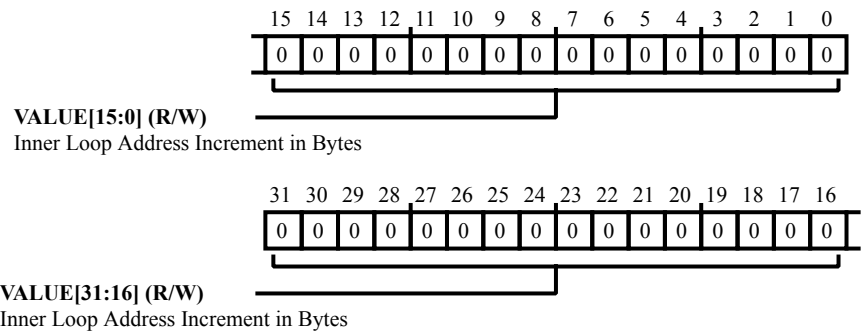 15 14 13 12 11 10 9 8 7 6 5 4 3 2 1 0
0 0 0 0 0 0 0 0 0 0 0 0 0 0 0 0
VALUE[15:0] (R/W)
Inner Loop Address Increment in Bytes
31 30 29 28 27 26 25 24 23 22 21 20 19 18 17 16
0 0 0 0 0 0 0 0 0 0 0 0 0 0 0 0
VALUE[31:16] (R/W)
Inner Loop Address Increment in Bytes